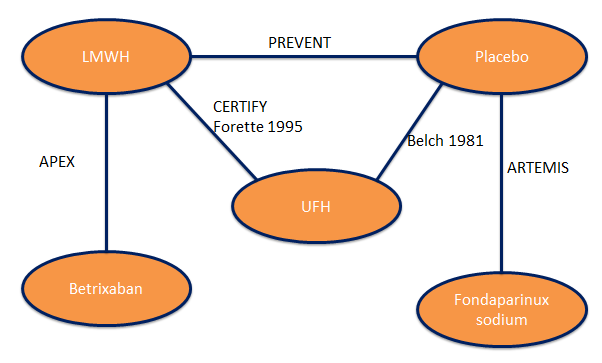 PREVENT
LMWH
Placebo
CERTIFY
Forette 1995
Belch 1981
APEX
ARTEMIS
UFH
Betrixaban
Fondaparinux
sodium